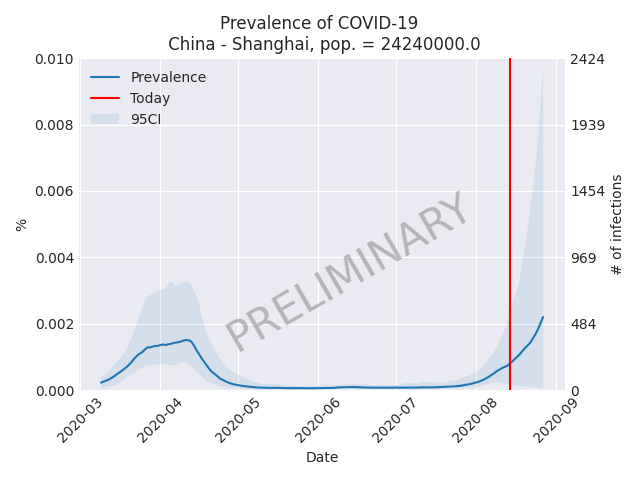 Prevalence of COVID-19
China - Shanghai, pop. = 24240000.0
Prevalence
Today
95CI
0.010
0.008
0.006
0.004
0.002
0.000
%
2424
1939
1454
969
484
0
# of infections
PRELIMINARY
2020-03
2020-04
2020-05
2020-06
2020-07
2020-08
2020-09
Date